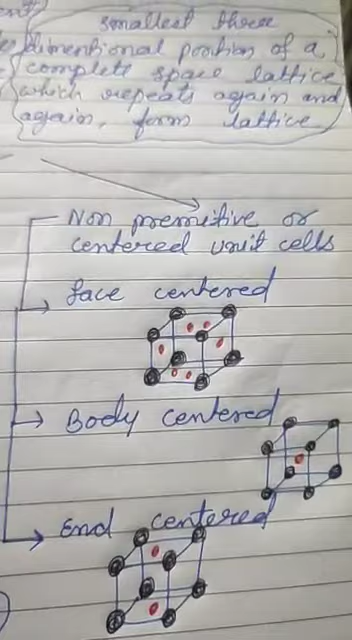 smallest three
dimentional portion of a
complete space lattice
which repeats again and
again, form lattice
Non premitive or
centered unit cells
face centered
Body centered
End centered